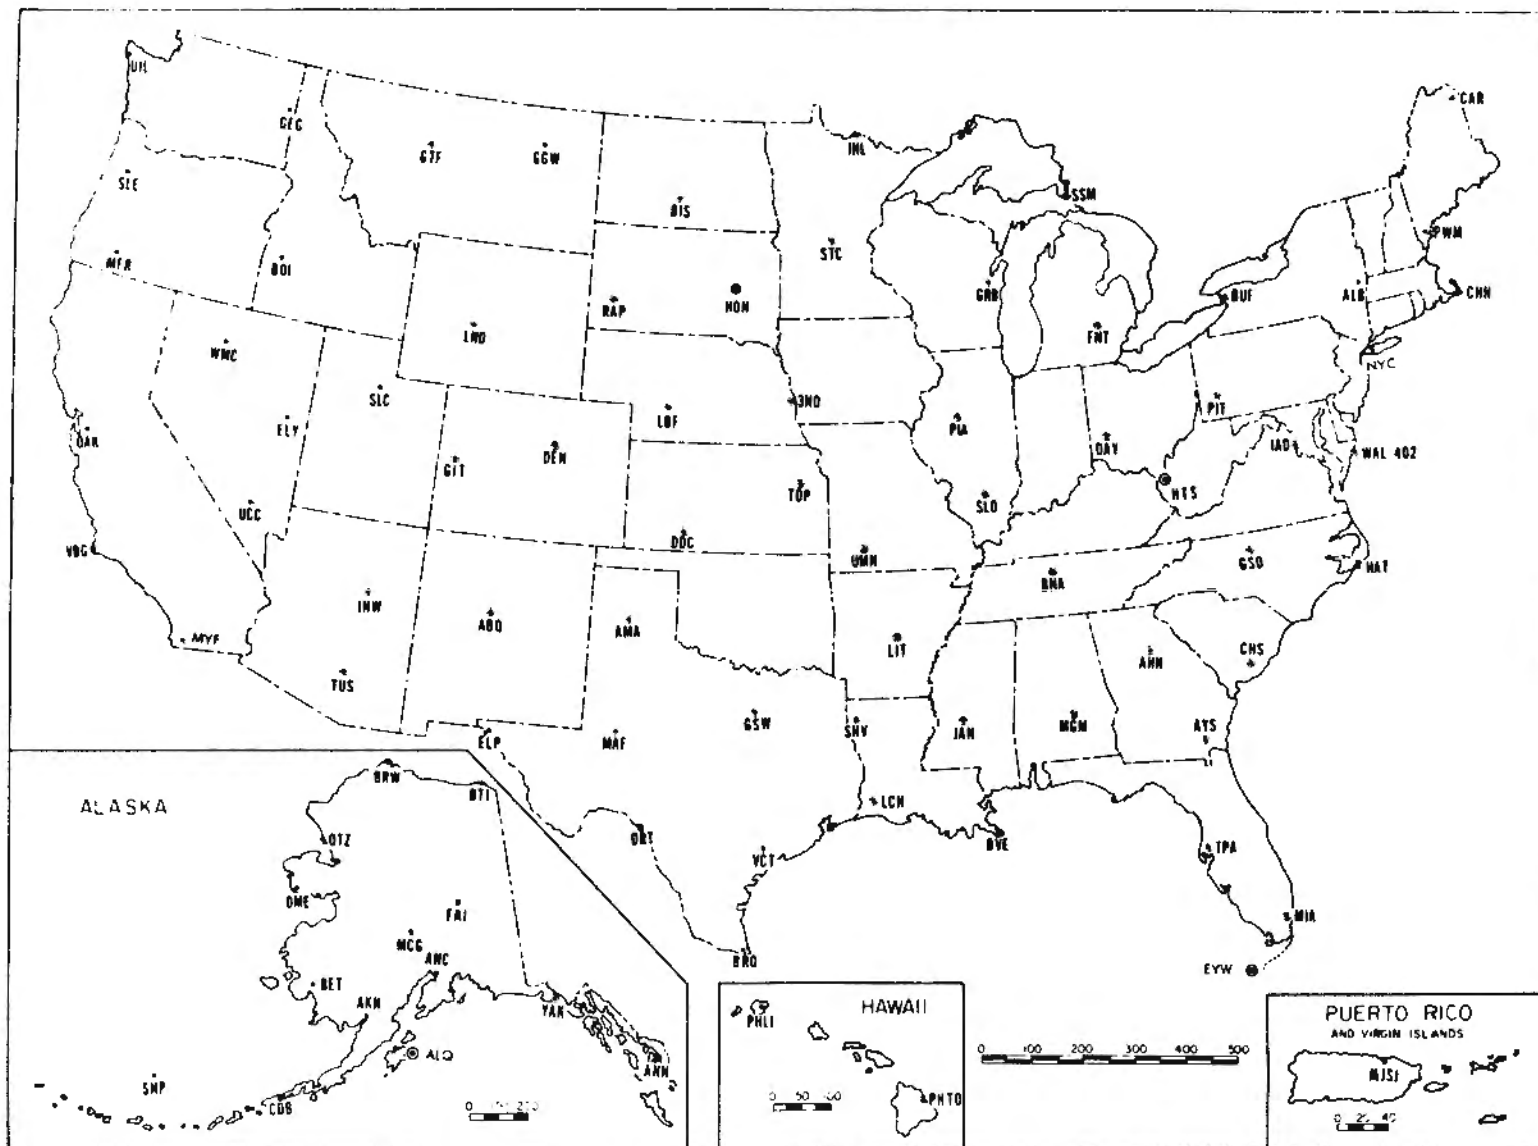 UIL
GEG
GTF
GGW
INL
CAR
SLE
BIS
SSM
MFR
BOI
STC
PWM
RAP
HON
GRB
BUF
ALB
CHN
WMC
LND
FNT
NYC
SLC
LBF
3NO
PIA
PIT
OAK
ELY
GJT
DEN
DAY
IAD
WAL 402
UCC
TOP
SLO
HTS
VBG
DDC
UMN
BNA
GSO
HAT
INW
ABQ
AMA
LIT
AHN
CHS
MYF
TUS
ELP
MAF
GSW
SHV
JAN
MGM
AYS
ALASKA
BRW
BTI
LCH
OTZ
DRT
VCT
BVE
TPA
OME
FAI
MIA
MCG
ANC
BRO
EYW
BET
AKN
YAK
PHLI
HAWAII
PUERTO RICO
AND VIRGIN ISLANDS
ALQ
0 100 200 300 400 500
SNP
ANN
MJSJ
CDB
0 100 200
0 50 100
PHTO
0 20 40